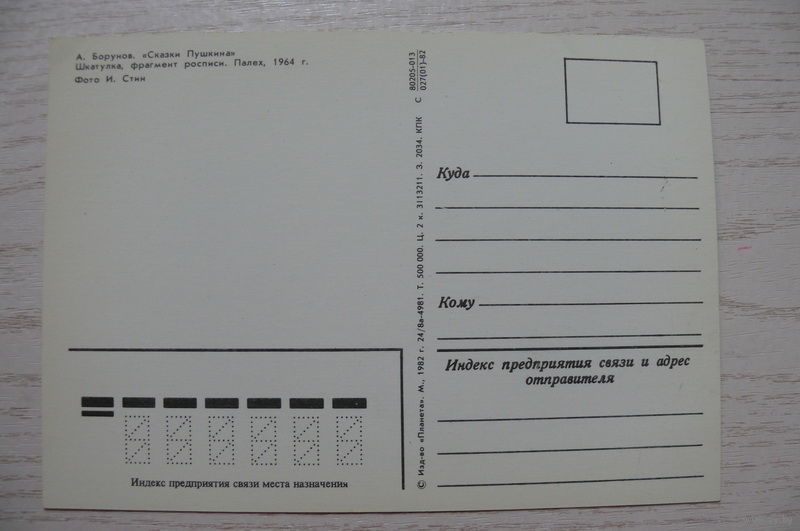 А. Борунов. «Сказки Пушкина»
Шкатулка, фрагмент росписи. Палех, 1964 г.
Фото И. Стин
© Изд-во «Планета». М., 1982 г. 24/8а-4981. Т. 500 000. Ц. 2 к. 3113211. З. 2034. КПК
С 80205-013
027(01)-82
Куда
Кому
Индекс предприятия связи и адрес
отправителя
Индекс предприятия связи места назначения